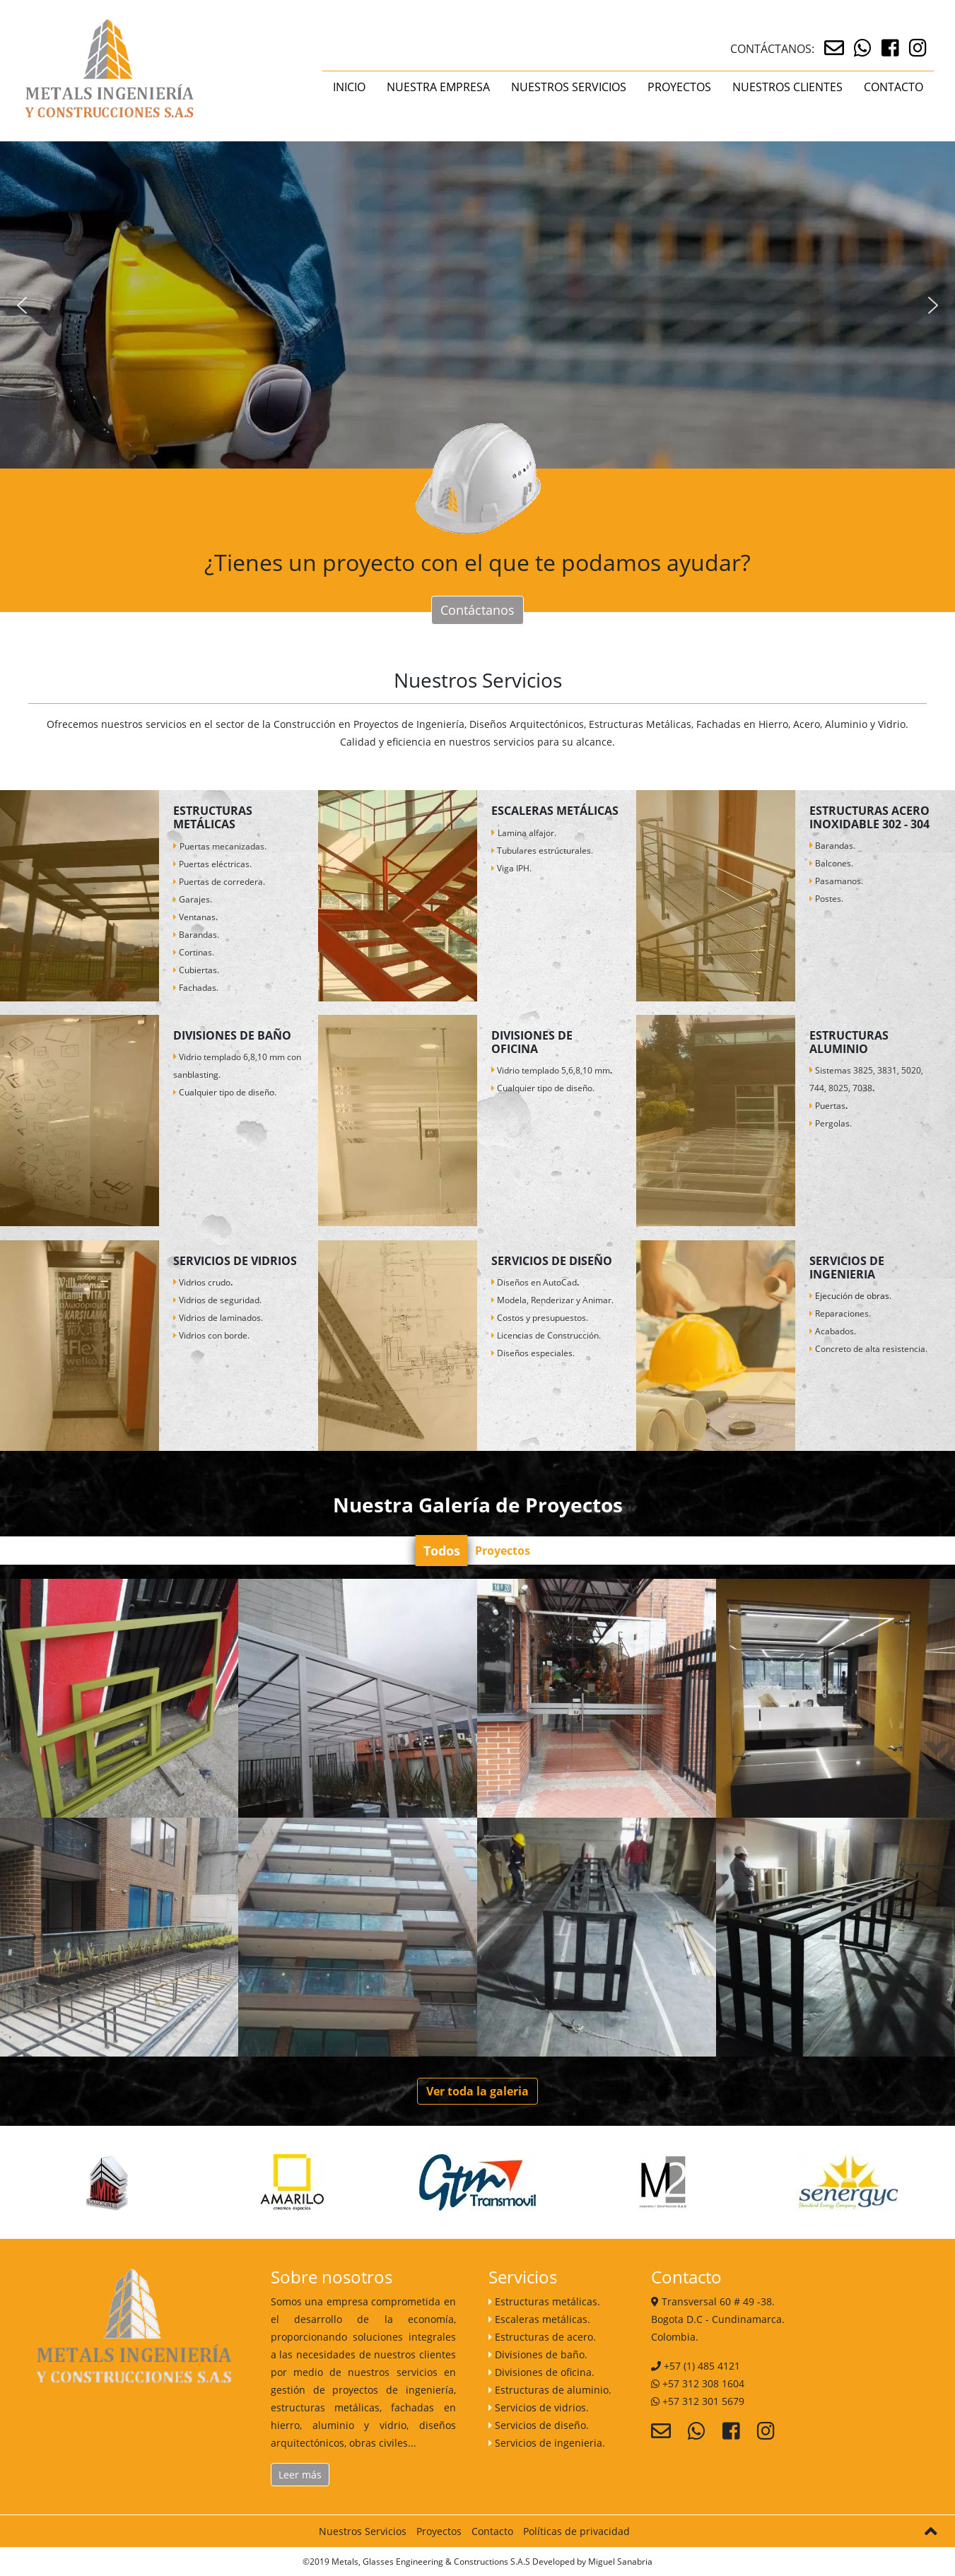 METALS INGENIERÍA
Y CONSTRUCCIONES S.A.S
CONTÁCTANOS:
INICIO NUESTRA EMPRESA NUESTROS SERVICIOS PROYECTOS NUESTROS CLIENTES CONTACTO
¿Tienes un proyecto con el que te podamos ayudar?
Contáctanos
Nuestros Servicios
Ofrecemos nuestros servicios en el sector de la Construcción en Proyectos de Ingeniería, Diseños Arquitectónicos, Estructuras Metálicas, Fachadas en Hierro, Acero, Aluminio y Vidrio.
Calidad y eficiencia en nuestros servicios para su alcance.
ESTRUCTURAS
METÁLICAS
Puertas mecanizadas.
Puertas eléctricas.
Puertas de corredera.
Garajes.
Ventanas.
Barandas.
Cortinas.
Cubiertas.
Fachadas.
ESCALERAS METÁLICAS
Lamina alfajor.
Tubulares estrúcturales.
Viga IPH.
ESTRUCTURAS ACERO
INOXIDABLE 302 - 304
Barandas.
Balcones.
Pasamanos.
Postes.
DIVISIONES DE BAÑO
Vidrio templado 6,8,10 mm con
sanblasting.
Cualquier tipo de diseño.
DIVISIONES DE
OFICINA
Vidrio templado 5,6,8,10 mm.
Cualquier tipo de diseño.
ESTRUCTURAS
ALUMINIO
Sistemas 3825, 3831, 5020,
744, 8025, 7038.
Puertas.
Pergolas.
SERVICIOS DE VIDRIOS
Vidrios crudo.
Vidrios de seguridad.
Vidrios de laminados.
Vidrios con borde.
SERVICIOS DE DISEÑO
Diseños en AutoCad.
Modela, Renderizar y Animar.
Costos y presupuestos.
Licencias de Construcción.
Diseños especiales.
SERVICIOS DE
INGENIERIA
Ejecución de obras.
Reparaciones.
Acabados.
Concreto de alta resistencia.
Nuestra Galería de Proyectos
Todos Proyectos
Ver toda la galeria
AMARILO
creamos espacios
Gtm
Transmovil
M2
senergyc
METALS INGENIERÍA
Y CONSTRUCCIONES S.A.S
Sobre nosotros
Somos una empresa comprometida en
el desarrollo de la economía,
proporcionando soluciones integrales
a las necesidades de nuestros clientes
por medio de nuestros servicios en
gestión de proyectos de ingeniería,
estructuras metálicas, fachadas en
hierro, aluminio y vidrio, diseños
arquitectónicos, obras civiles...
Leer más
Servicios
Estructuras metálicas.
Escaleras metálicas.
Estructuras de acero.
Divisiones de baño.
Divisiones de oficina.
Estructuras de aluminio.
Servicios de vidrios.
Servicios de diseño.
Servicios de ingenieria.
Contacto
Transversal 60 # 49 -38.
Bogota D.C - Cundinamarca.
Colombia.
+57 (1) 485 4121
+57 312 308 1604
+57 312 301 5679
Nuestros Servicios Proyectos Contacto Políticas de privacidad
©2019 Metals, Glasses Engineering & Constructions S.A.S Developed by Miguel Sanabria